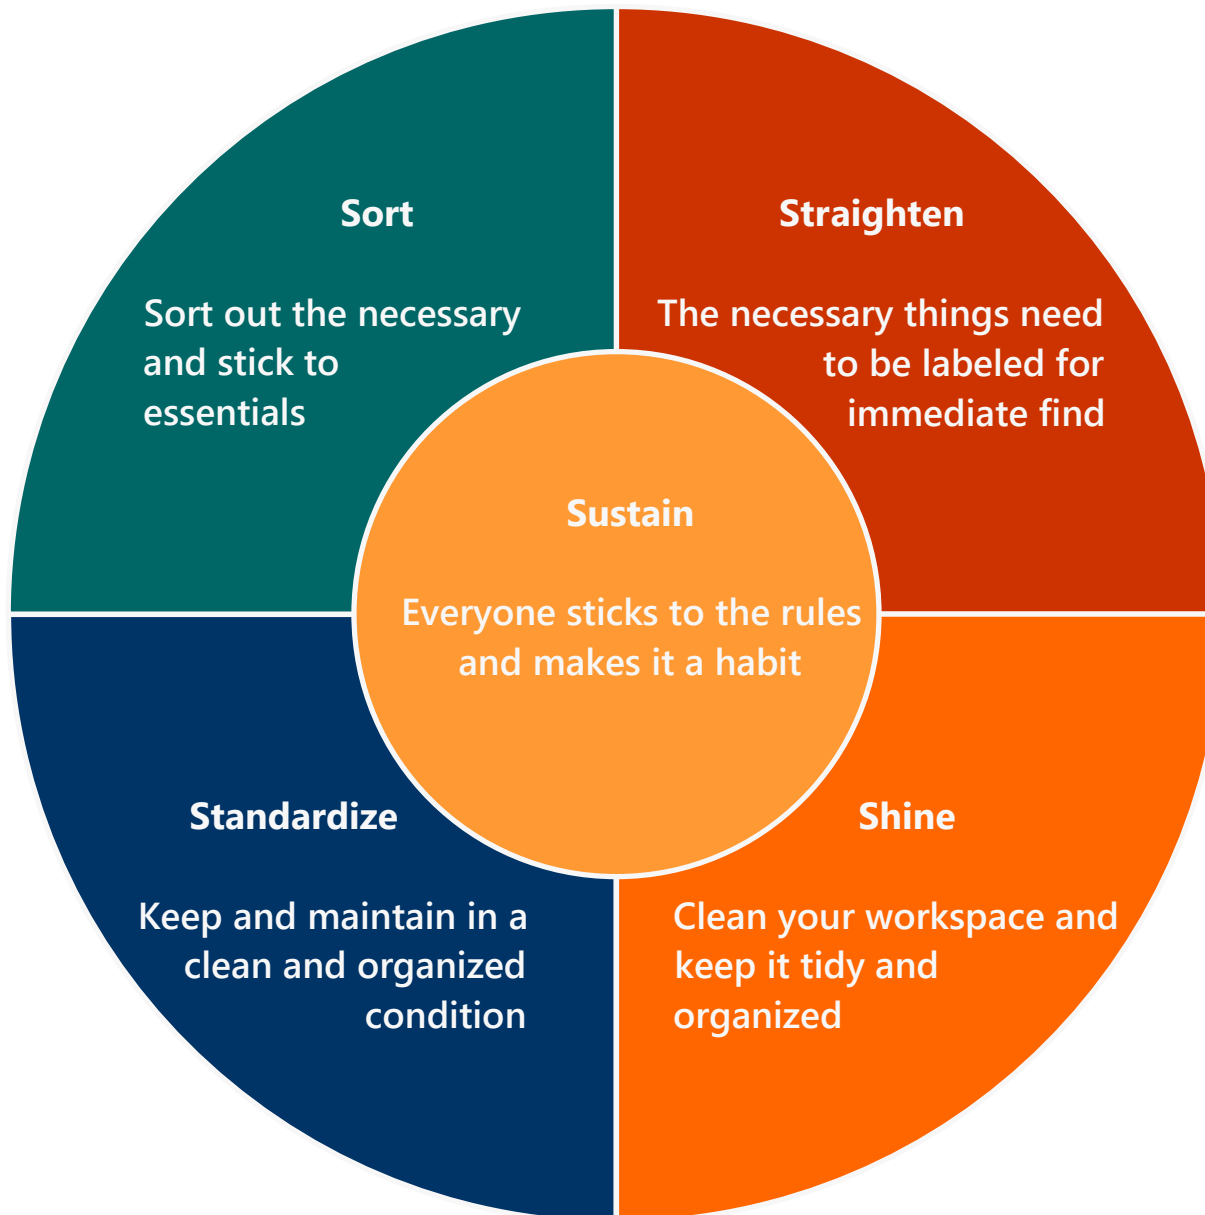 Sort
Sort out the necessary
and stick to
essentials
Straighten
The necessary things need
to be labeled for
immediate find
Sustain
Everyone sticks to the rules
and makes it a habit
Standardize
Keep and maintain in a
clean and organized
condition
Shine
Clean your workspace and
keep it tidy and
organized